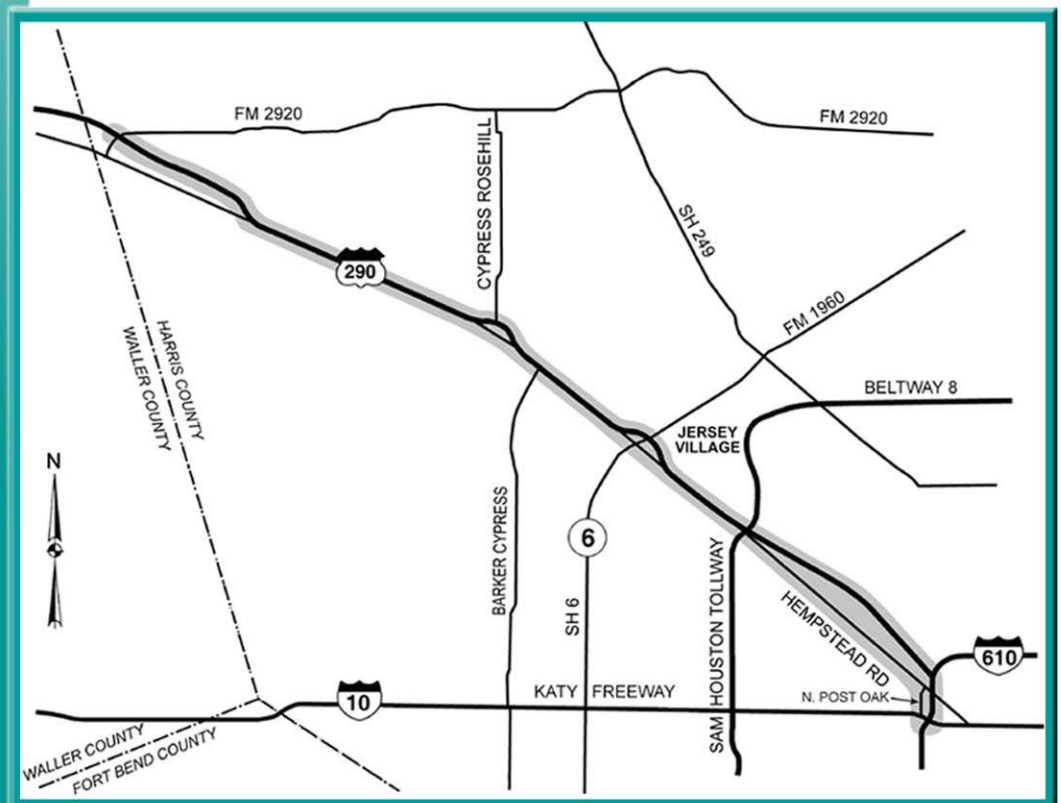 FM 2920
FM 2920
CYPRESS ROSEHILL
SH 249
290
FM 1960
HARRIS COUNTY
WALLER COUNTY
BELTWAY 8
JERSEY
VILLAGE
N
BARKER CYPRESS
6
SH 6
SAM HOUSTON TOLLWAY
HEMPSTEAD RD
610
N. POST OAK
10
KATY FREEWAY
WALLER COUNTY
FORT BEND COUNTY